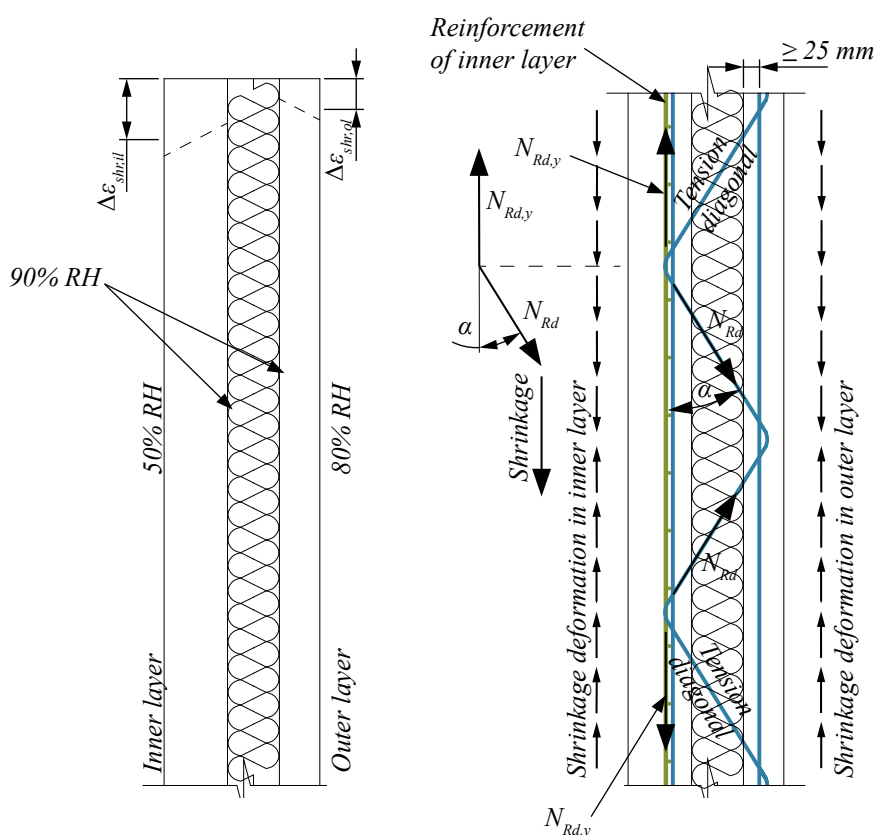 Δε_shr,il
Δε_shr,ol
90% RH
50% RH
80% RH
Inner layer
Outer layer
Reinforcement
of inner layer
≥ 25 mm
N_Rd,y
N_Rd,y
Tension
diagonal
N_Rd
α
Shrinkage
N_Rd
α
Shrinkage deformation in inner layer
Shrinkage deformation in outer layer
N_Rd
Tension
diagonal
N_Rd,y